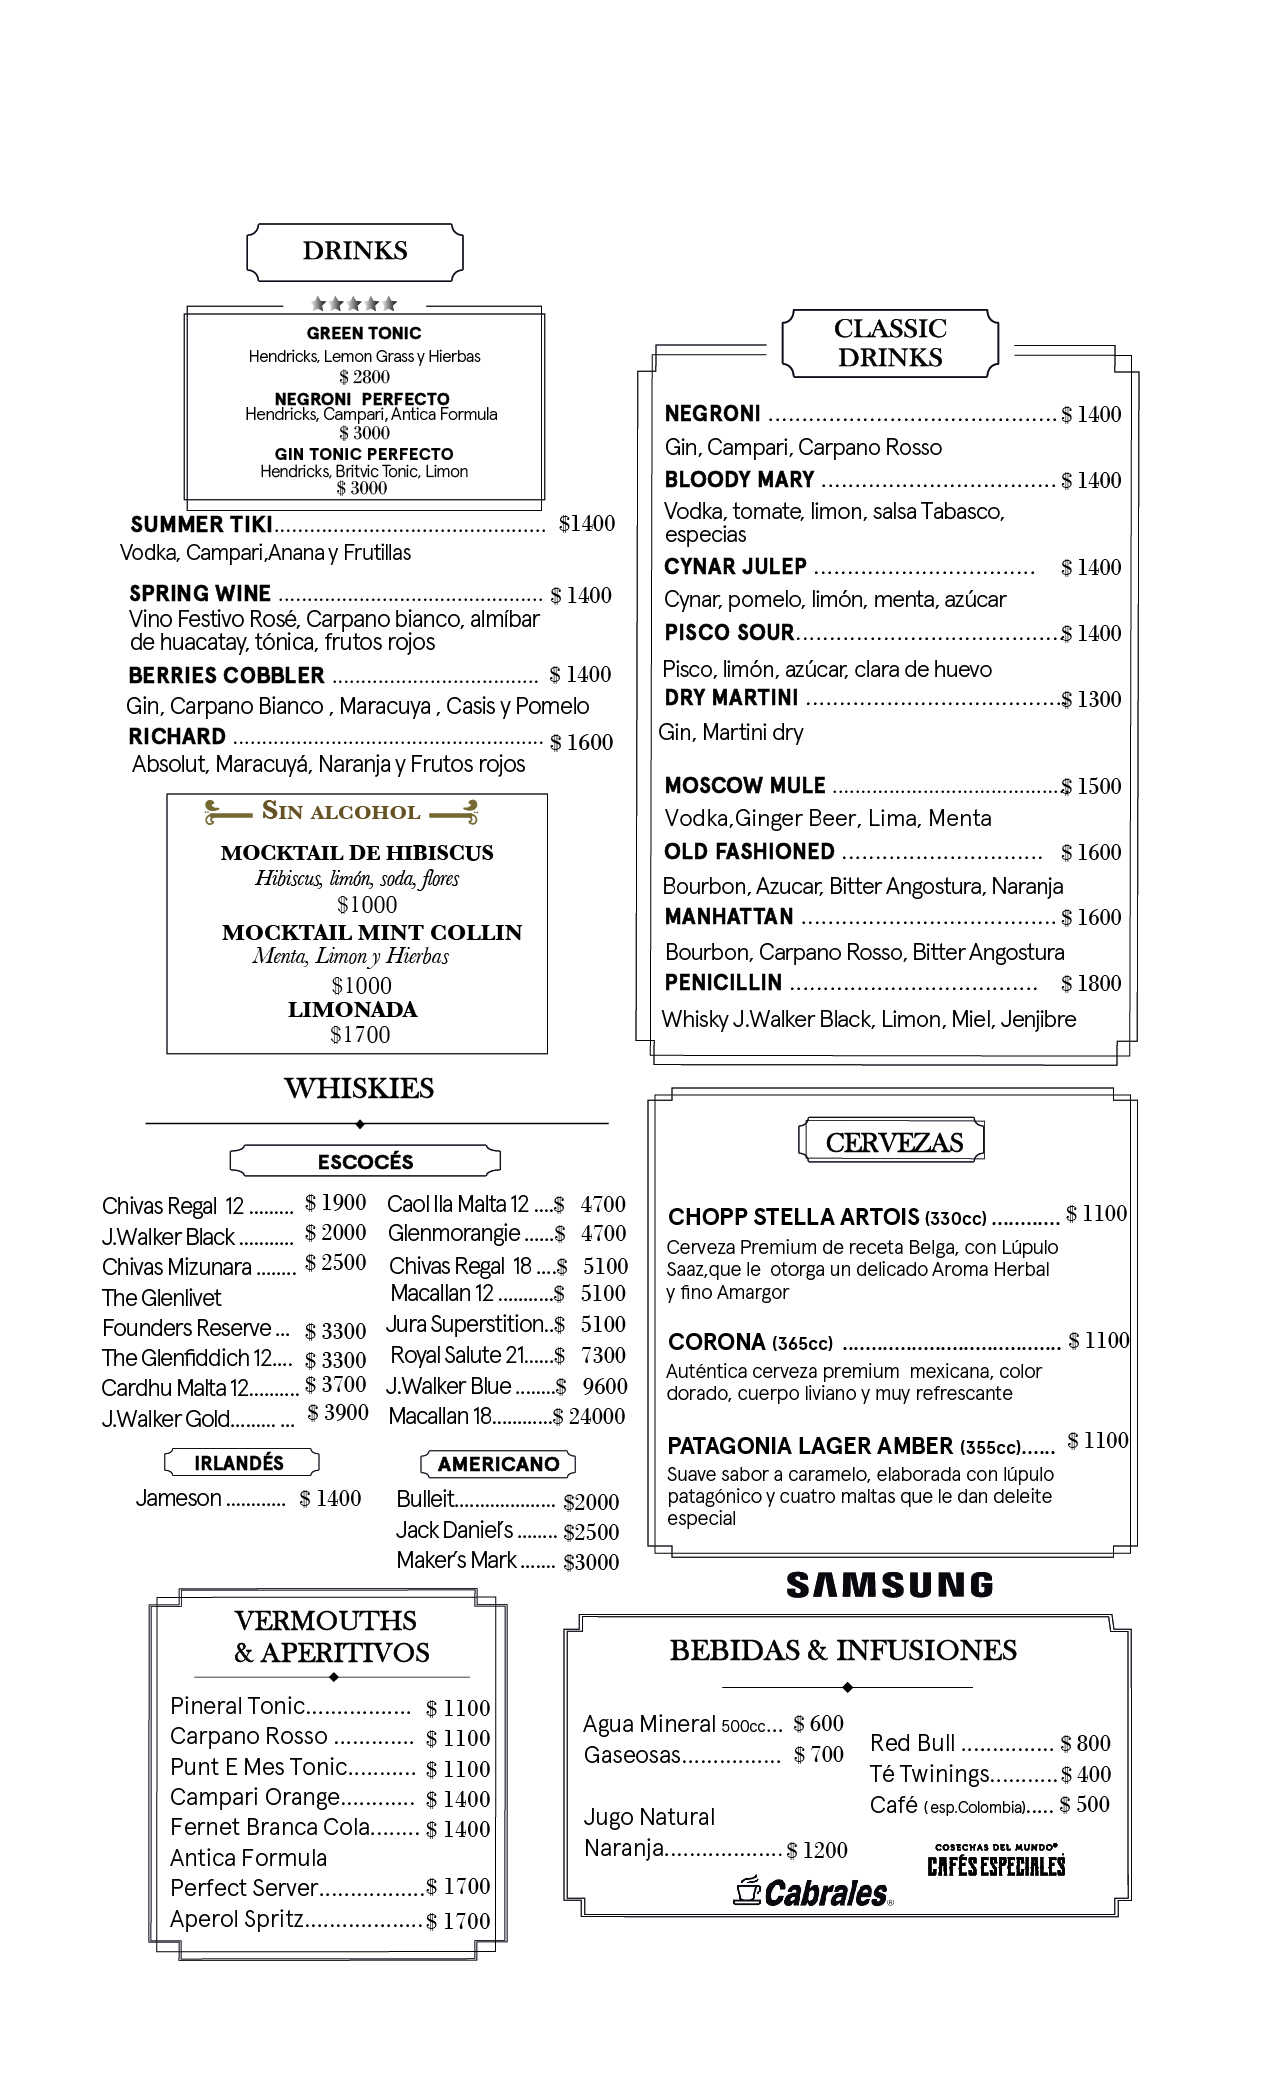 DRINKS
GREEN TONIC
Hendricks, Lemon Grass y Hierbas
$ 2800
NEGRONI PERFECTO
Hendricks, Campari, Antica Formula
$ 3000
GIN TONIC PERFECTO
Hendricks, Britvic Tonic, Limon
$ 3000
SUMMER TIKI............................................. $1400
Vodka, Campari,Anana y Frutillas
SPRING WINE ............................................ $ 1400
Vino Festivo Rosé, Carpano bianco, almíbar
de huacatay, tónica, frutos rojos
BERRIES COBBLER .................................. $ 1400
Gin, Carpano Bianco , Maracuya , Casis y Pomelo
RICHARD ................................................... $ 1600
Absolut, Maracuyá, Naranja y Frutos rojos
SIN ALCOHOL
MOCKTAIL DE HIBISCUS
Hibiscus, limón, soda, flores
$1000
MOCKTAIL MINT COLLIN
Menta, Limon y Hierbas
$1000
LIMONADA
$1700
CLASSIC
DRINKS
NEGRONI ........................................... $ 1400
Gin, Campari, Carpano Rosso
BLOODY MARY ................................... $ 1400
Vodka, tomate, limon, salsa Tabasco,
especias
CYNAR JULEP ................................. $ 1400
Cynar, pomelo, limón, menta, azúcar
PISCO SOUR........................................ $ 1400
Pisco, limón, azúcar, clara de huevo
DRY MARTINI ...................................... $ 1300
Gin, Martini dry
MOSCOW MULE ....................................... $ 1500
Vodka,Ginger Beer, Lima, Menta
OLD FASHIONED .............................. $ 1600
Bourbon, Azucar, Bitter Angostura, Naranja
MANHATTAN ...................................... $ 1600
Bourbon, Carpano Rosso, Bitter Angostura
PENICILLIN ..................................... $ 1800
Whisky J.Walker Black, Limon, Miel, Jenjibre
WHISKIES
ESCOCÉS
Chivas Regal 12 ......... $ 1900
J.Walker Black ........... $ 2000
Chivas Mizunara ........ $ 2500
The Glenlivet
Founders Reserve ... $ 3300
The Glenfiddich 12.... $ 3300
Cardhu Malta 12.......... $ 3700
J.Walker Gold......... ... $ 3900
Caol Ila Malta 12 ....$ 4700
Glenmorangie ......$ 4700
Chivas Regal 18 ....$ 5100
Macallan 12 ...........$ 5100
Jura Superstition..$ 5100
Royal Salute 21......$ 7300
J.Walker Blue ........$ 9600
Macallan 18............$ 24000
IRLANDÉS
Jameson ............ $ 1400
AMERICANO
Bulleit.................... $2000
Jack Daniel's ........ $2500
Maker's Mark ....... $3000
CERVEZAS
CHOPP STELLA ARTOIS (330cc) ............ $ 1100
Cerveza Premium de receta Belga, con Lúpulo
Saaz,que le otorga un delicado Aroma Herbal
y fino Amargor
CORONA (365cc) ...................................... $ 1100
Auténtica cerveza premium mexicana, color
dorado, cuerpo liviano y muy refrescante
PATAGONIA LAGER AMBER (355cc)...... $ 1100
Suave sabor a caramelo, elaborada con lúpulo
patagónico y cuatro maltas que le dan deleite
especial
SAMSUNG
VERMOUTHS
& APERITIVOS
Pineral Tonic................. $ 1100
Carpano Rosso ............. $ 1100
Punt E Mes Tonic........... $ 1100
Campari Orange............ $ 1400
Fernet Branca Cola........ $ 1400
Antica Formula
Perfect Server.................$ 1700
Aperol Spritz...................$ 1700
BEBIDAS & INFUSIONES
Agua Mineral 500cc... $ 600
Gaseosas................ $ 700
Jugo Natural
Naranja...................$ 1200
Red Bull ............... $ 800
Té Twinings...........$ 400
Café (esp.Colombia)..... $ 500
COSECHAS DEL MUNDO®
CAFÉS ESPECIALES
Cabrales®